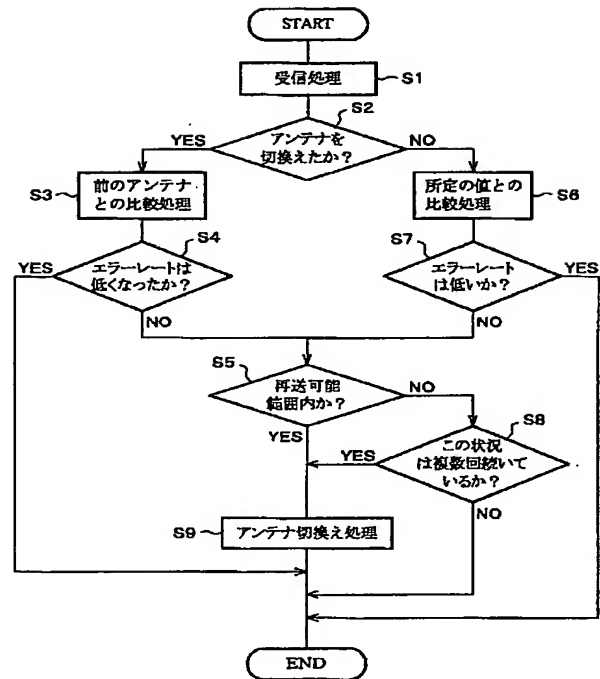 START
受信処理
S1
S2
アンテナを
切換えたか？
YES
NO
S3
前のアンテナ
との比較処理
所定の値との
比較処理
S6
S4
エラーレートは
低くなったか？
YES
NO
S7
エラーレート
は低いか？
YES
NO
S5
再送可能
範囲内か？
NO
YES
S8
この状況
は複数回続いて
いるか？
YES
NO
S9
アンテナ切換え処理
END